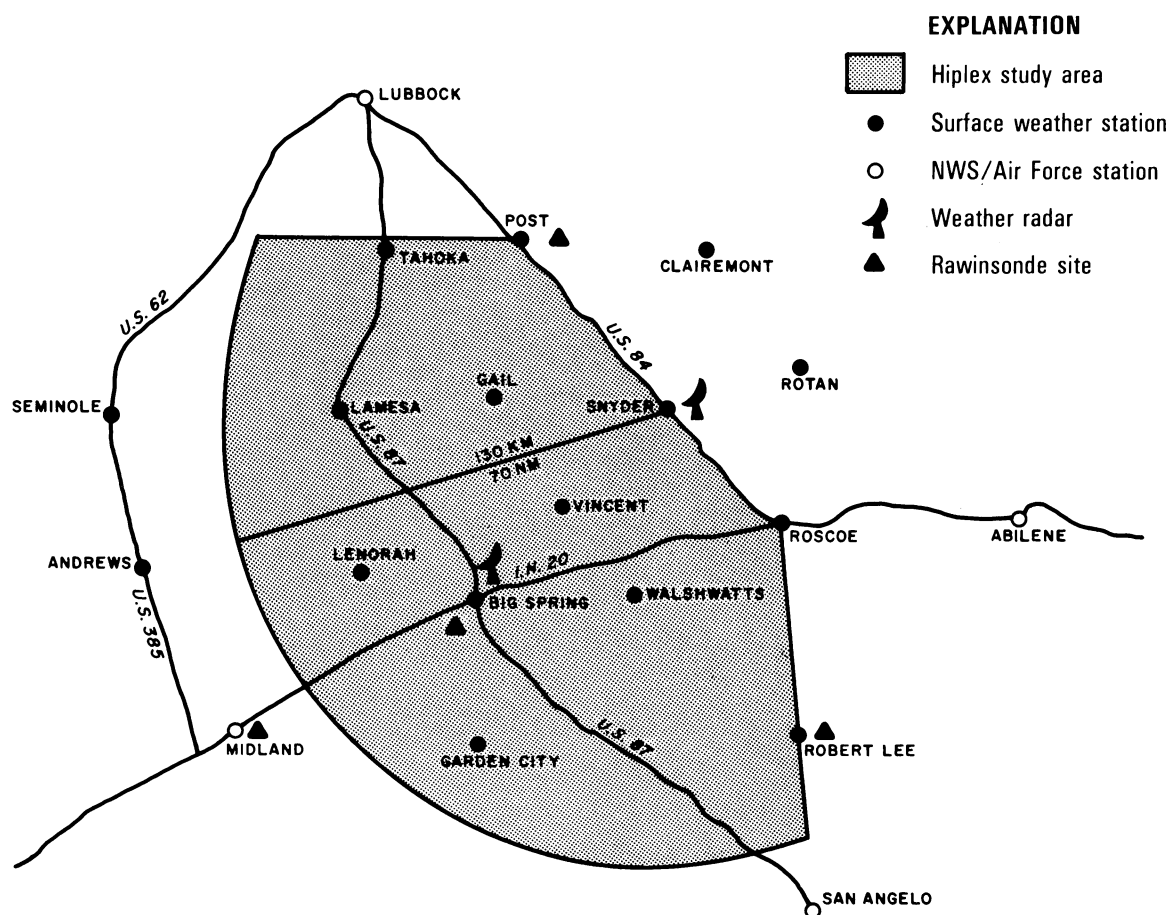 EXPLANATION
Hiplex study area
Surface weather station
NWS/Air Force station
Weather radar
Rawinsonde site
LUBBOCK
POST
TAHOKA
CLAIREMONT
U.S. 62
U.S. 84
GAIL
ROTAN
SEMINOLE
LAMESA
SNYDER
U.S. 87
130 KM
70 NM
VINCENT
ROSCOE
ABILENE
ANDREWS
LENORAH
I.N. 20
U.S. 385
BIG SPRING
WALSHWATTS
MIDLAND
U.S. 87
GARDEN CITY
ROBERT LEE
SAN ANGELO